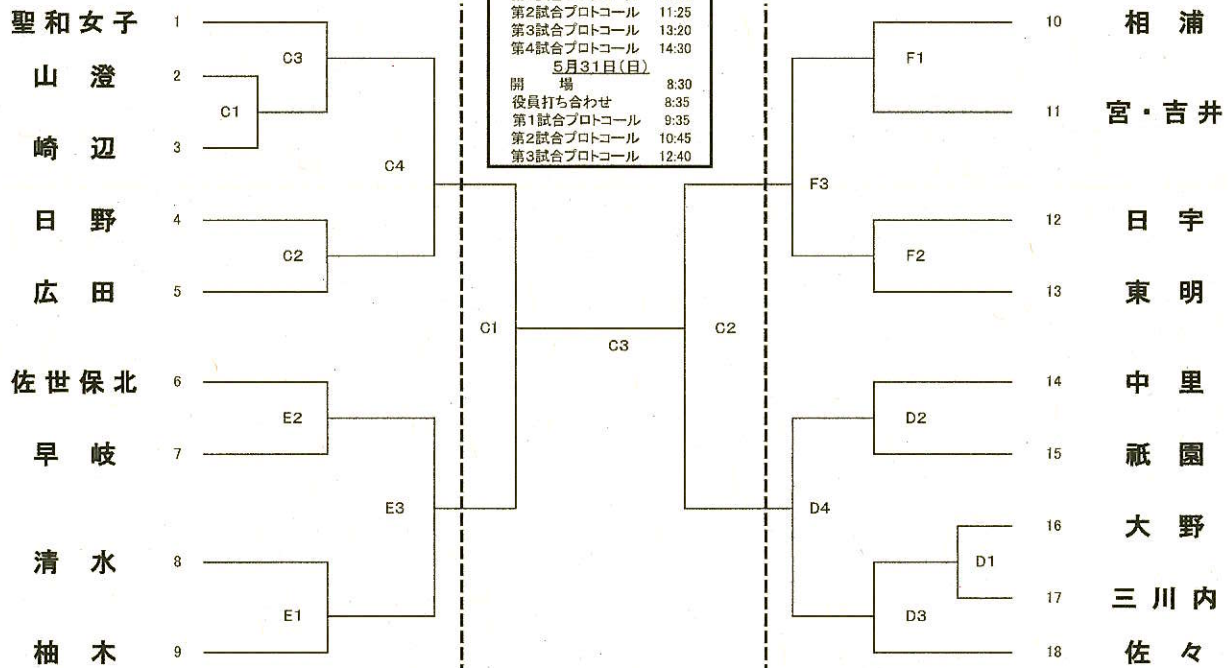 第2試合プロトコール 11:25
第3試合プロトコール 13:20
第4試合プロトコール 14:30
5月31日(日)
開 場 8:30
役員打ち合わせ 8:35
第1試合プロトコール 9:35
第2試合プロトコール 10:45
第3試合プロトコール 12:40
聖和女子 1
山澄 2
崎辺 3
日野 4
広田 5
佐世保北 6
早岐 7
清水 8
柚木 9
C3
C1
C4
C2
E2
E3
E1
C1
C3
C2
F1
F3
F2
D2
D4
D1
D3
10 相浦
11 宮・吉井
12 日宇
13 東明
14 中里
15 祇園
16 大野
17 三川内
18 佐々